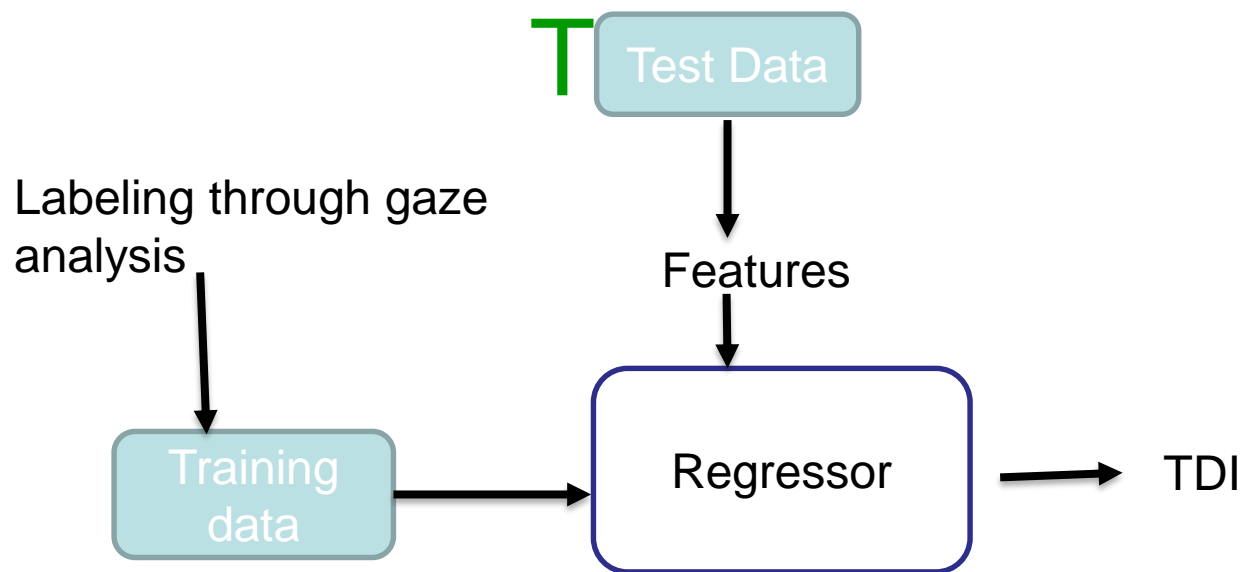 T
Test Data
Labeling through gaze
analysis
Features
Training
data
Regressor
TDI